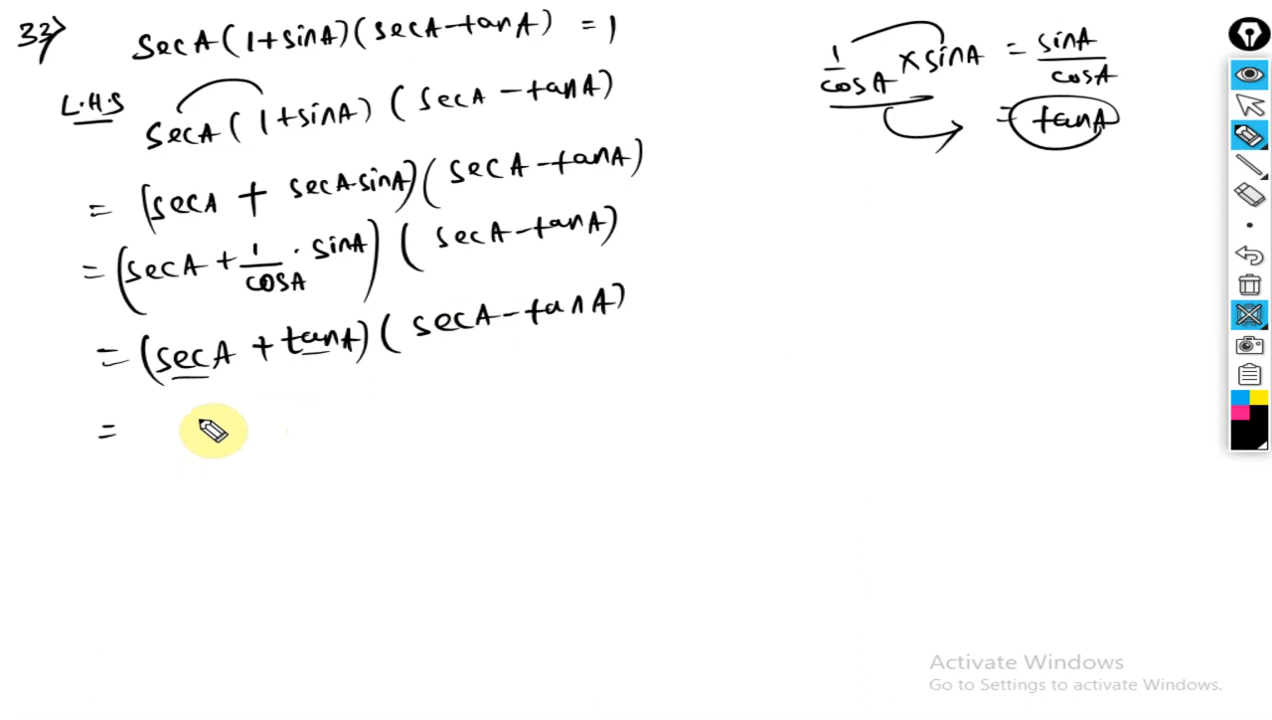 33) SecA(1+sinA)(secA-tanA) = 1
L.H.S
SecA(1+sinA) (secA - tanA)
= (secA + secA·sinA)(secA-tanA)
= (secA + 1/cosA · sinA) (secA-tanA)
= (secA + tanA)(secA-tanA)
=
1/cosA × sinA = sinA/cosA
= tanA
Activate Windows
Go to Settings to activate Windows.